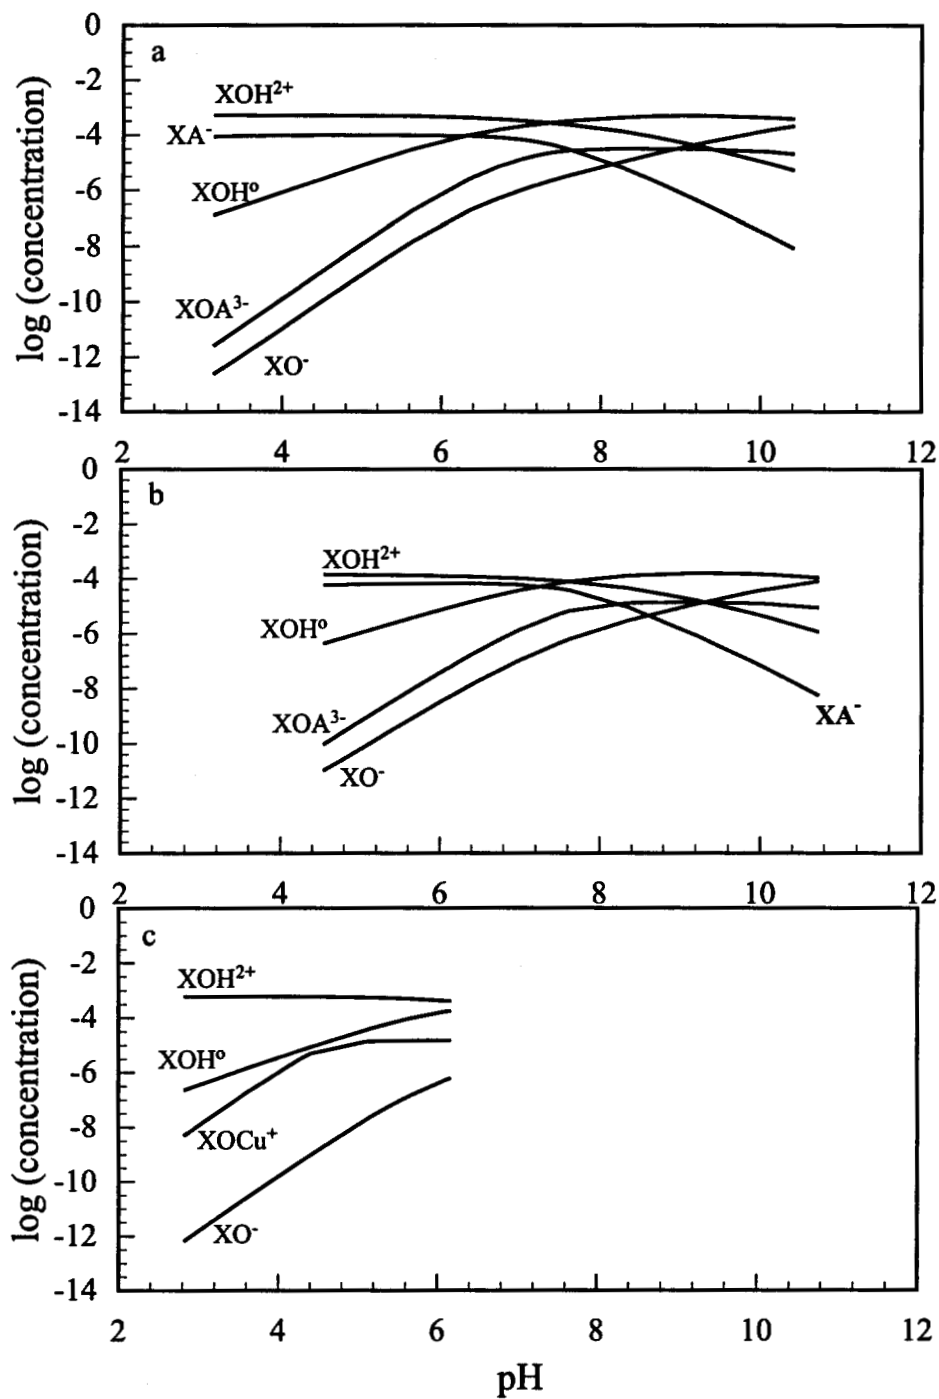 0
a
-2
XOH²⁺
-4
XA⁻
XOHº
-6
-8
-10
XOA³⁻
XO⁻
-12
-14
2 4 6 8 10 12
log (concentration)
0
b
-2
XOH²⁺
-4
XOHº
-6
-8
XOA³⁻
XA⁻
-10
XO⁻
-12
-14
2 4 6 8 10 12
log (concentration)
0
c
-2
XOH²⁺
-4
XOHº
-6
-8
XOCu⁺
-10
XO⁻
-12
-14
2 4 6 8 10 12
log (concentration)
pH